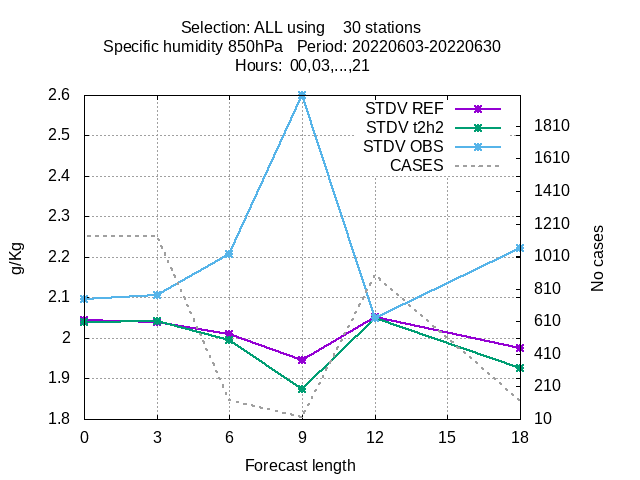 Selection: ALL using    30 stations
Specific humidity 850hPa   Period: 20220603-20220630
Hours:  00,03,...,21
STDV REF
STDV t2h2
STDV OBS
CASES
g/Kg
2.6
2.5
2.4
2.3
2.2
2.1
2
1.9
1.8
No cases
1810
1610
1410
1210
1010
810
610
410
210
10
0 3 6 9 12 15 18
Forecast length